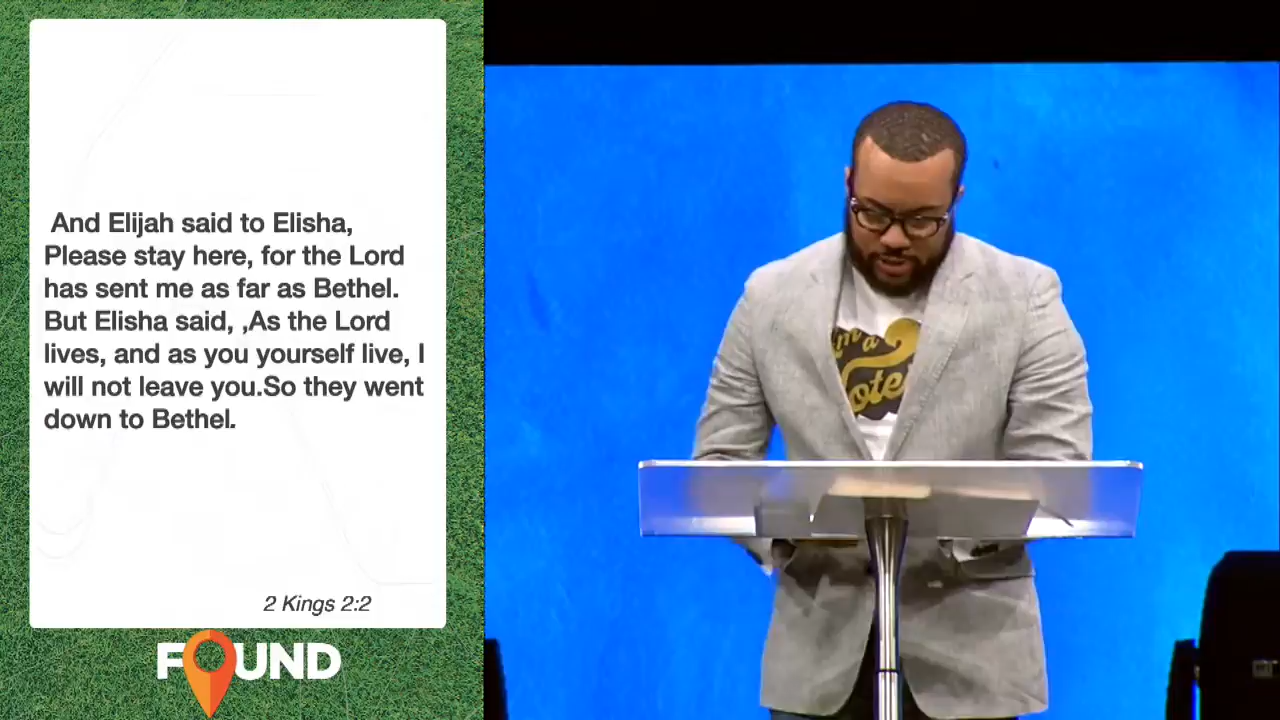 And Elijah said to Elisha,
Please stay here, for the Lord
has sent me as far as Bethel.
But Elisha said, ,As the Lord
lives, and as you yourself live, I
will not leave you.So they went
down to Bethel.
2 Kings 2:2
FOUND